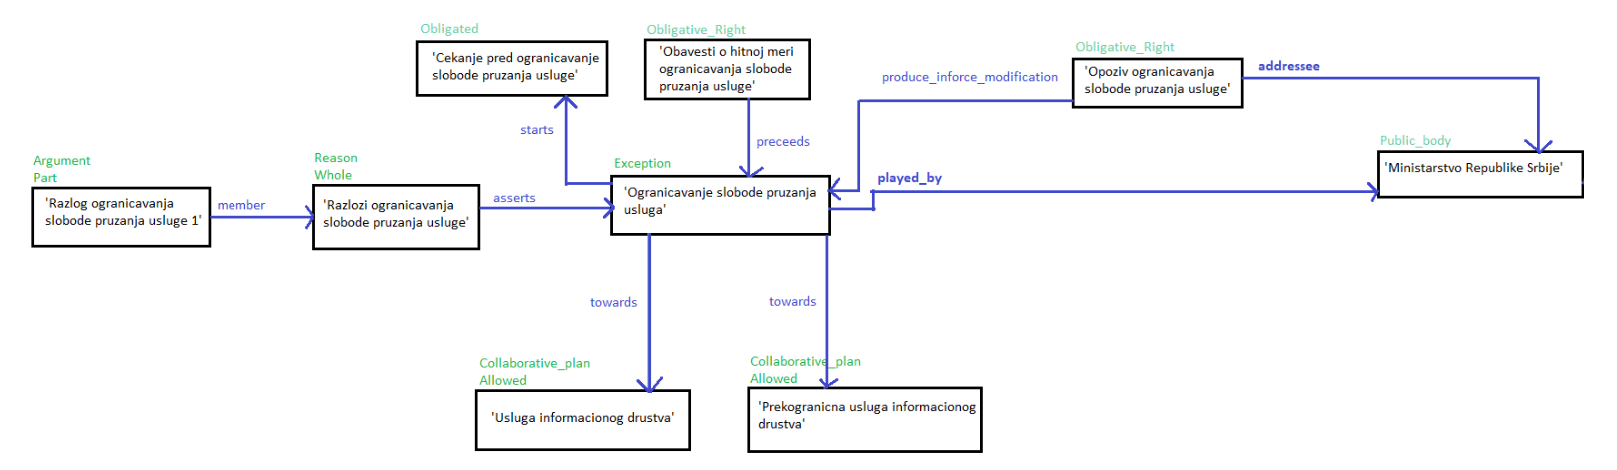 Obligated
'Cekanje pred ogranicavanje
slobode pruzanja usluge'
Obligative_Right
'Obavesti o hitnoj meri
ogranicavanja slobode
pruzanja usluge'
Obligative_Right
'Opoziv ogranicavanja
slobode pruzanja usluge'
produce_inforce_modification
addressee
starts
preceeds
Public_body
'Ministarstvo Republike Srbije'
Argument
Part
'Razlog ogranicavanja
slobode pruzanja usluge 1'
member
Reason
Whole
'Razlozi ogranicavanja
slobode pruzanja usluge'
asserts
Exception
'Ogranicavanje slobode pruzanja
usluga'
played_by
towards
towards
Collaborative_plan
Allowed
'Usluga informacionog drustva'
Collaborative_plan
Allowed
'Prekogranicna usluga informacionog
drustva'